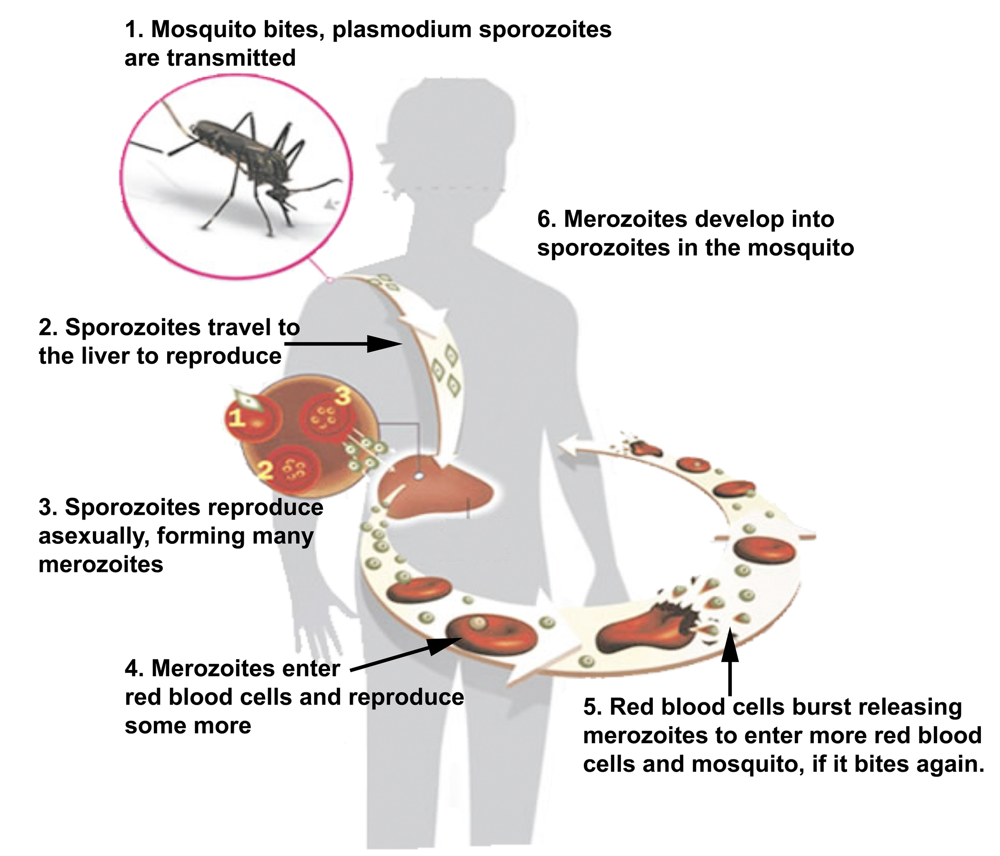 1. Mosquito bites, plasmodium sporozoites
are transmitted
6. Merozoites develop into
sporozoites in the mosquito
2. Sporozoites travel to
the liver to reproduce
3
1
2
3. Sporozoites reproduce
asexually, forming many
merozoites
4. Merozoites enter
red blood cells and reproduce
some more
5. Red blood cells burst releasing
merozoites to enter more red blood
cells and mosquito, if it bites again.